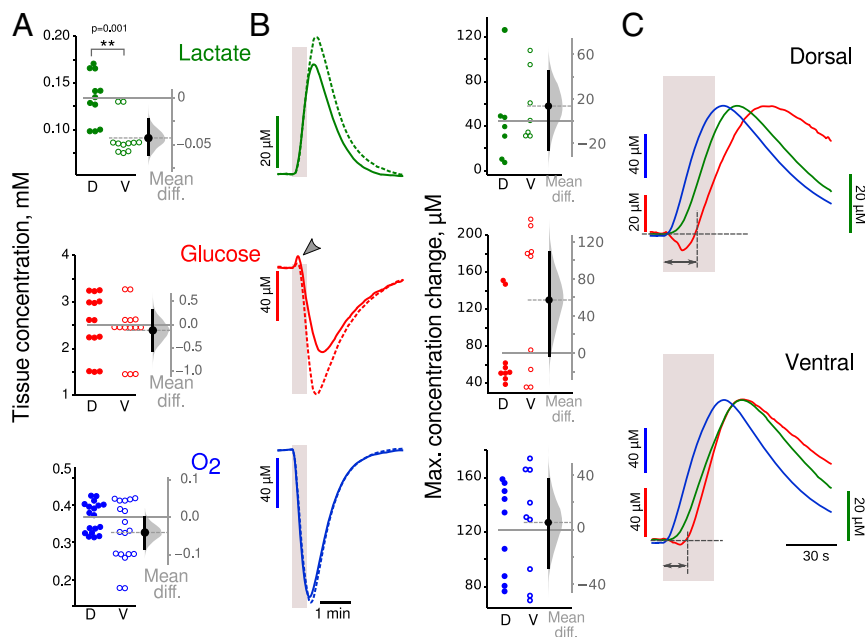 A
B
C
p=0.001
**
Lactate
0.20
0.15
0.10
0
−0.05
D V
Mean
diff.
20 µM
120
80
40
0
60
20
−20
D V
Mean
diff.
Dorsal
40 µM
20 µM
20 µM
Tissue concentration, mM
Glucose
4
3
2
1
0.5
0.0
−0.5
−1.0
D V
Mean
diff.
40 µM
Max. concentration change, µM
200
160
120
80
40
120
60
0
D V
Mean
diff.
Ventral
40 µM
40 µM
20 µM
30 s
O2
0.5
0.4
0.3
0.2
0.1
0.0
−0.1
D V
Mean
diff.
40 µM
1 min
160
120
80
40
0
−40
D V
Mean
diff.